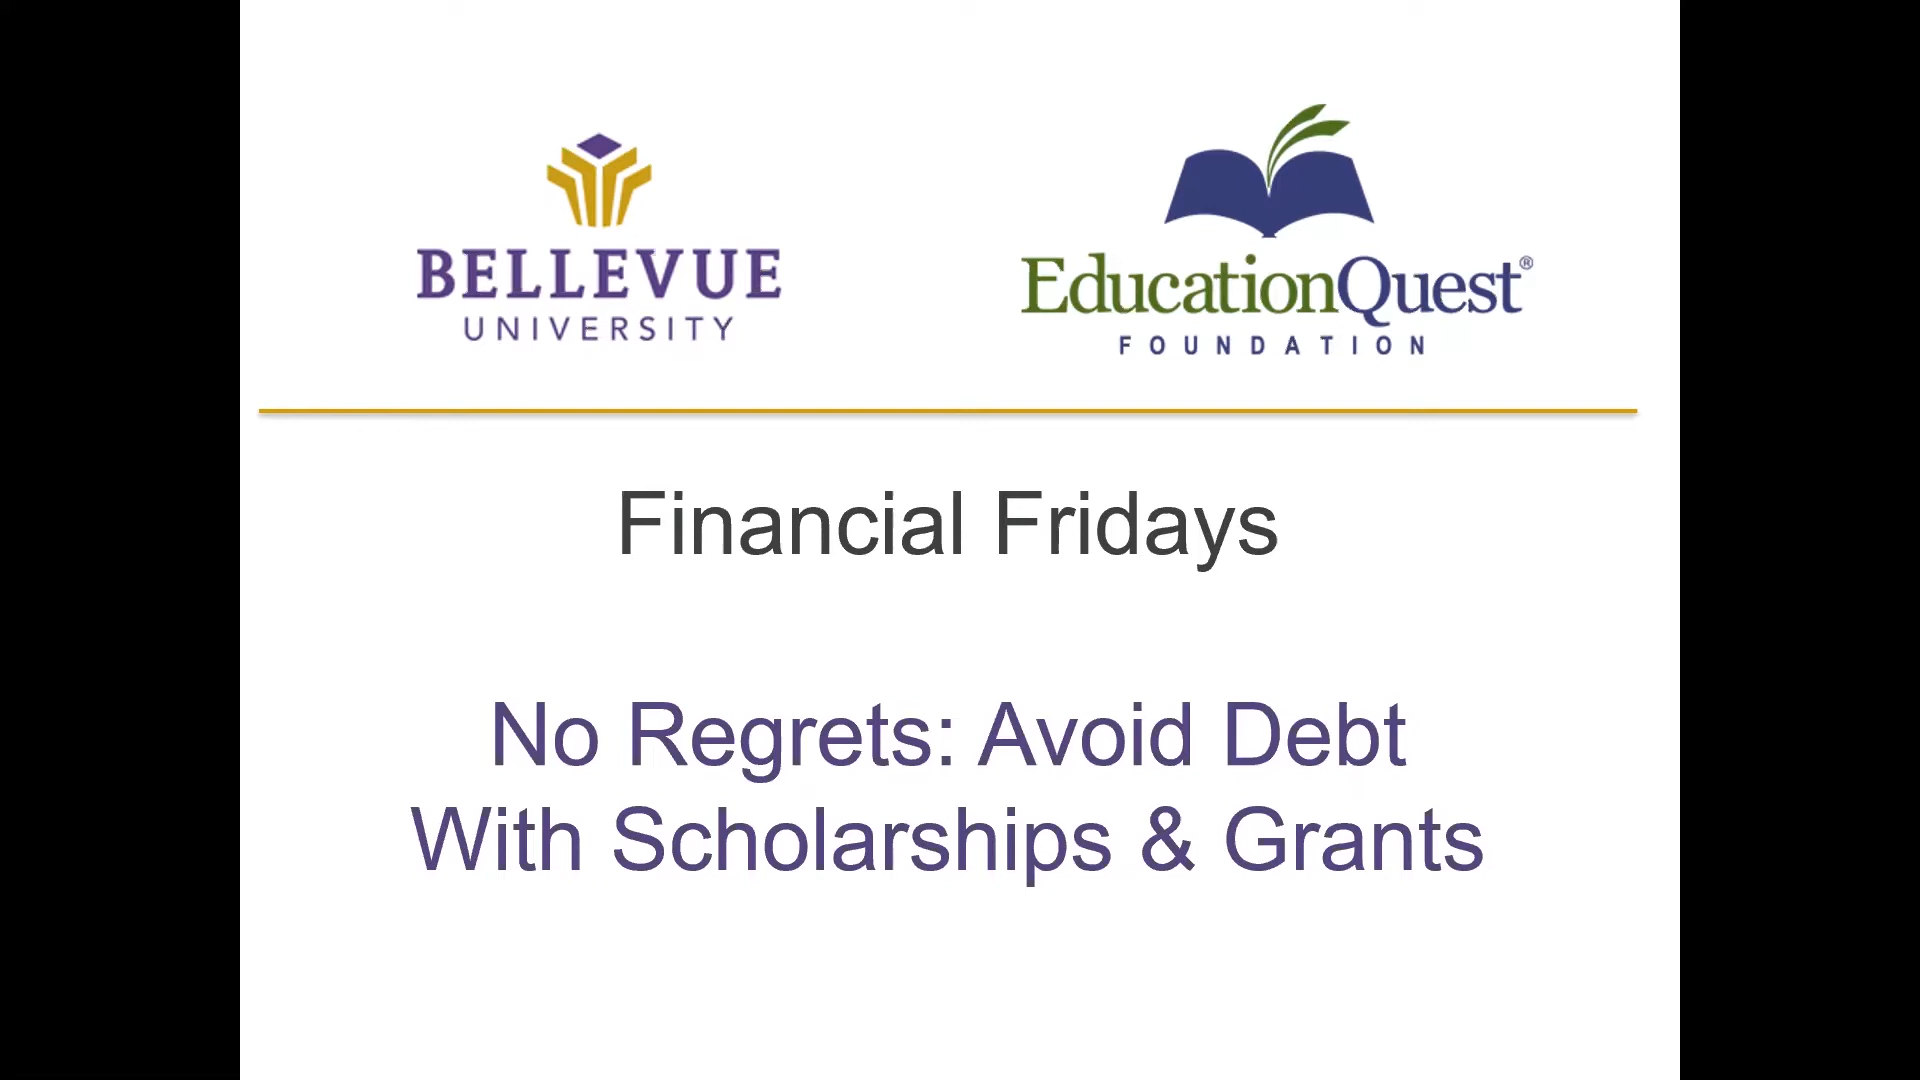 BELLEVUE
UNIVERSITY
EducationQuest®
FOUNDATION
Financial Fridays
No Regrets: Avoid Debt
With Scholarships & Grants